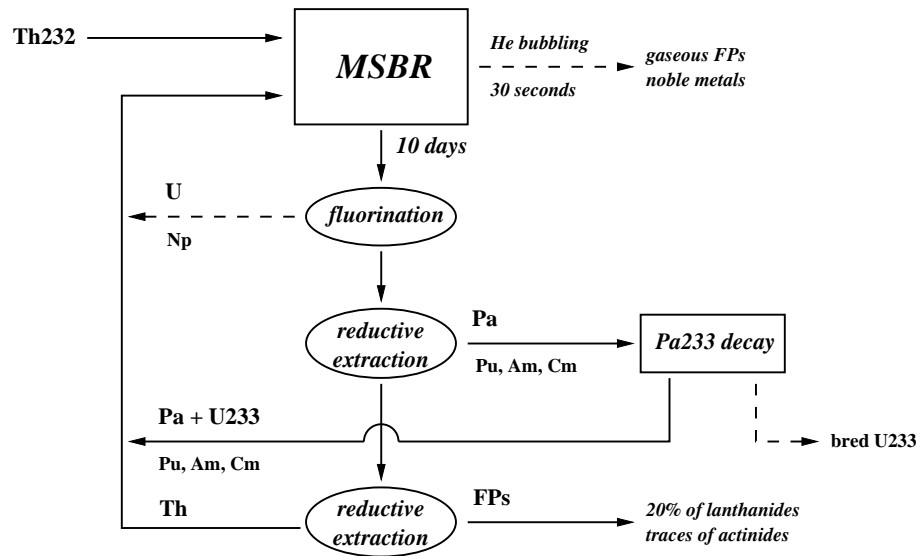 Th232
MSBR
He bubbling
30 seconds
gaseous FPs
noble metals
10 days
U
Np
fluorination
reductive
extraction
Pa
Pu, Am, Cm
Pa233 decay
Pa + U233
Pu, Am, Cm
bred U233
Th
reductive
extraction
FPs
20% of lanthanides
traces of actinides